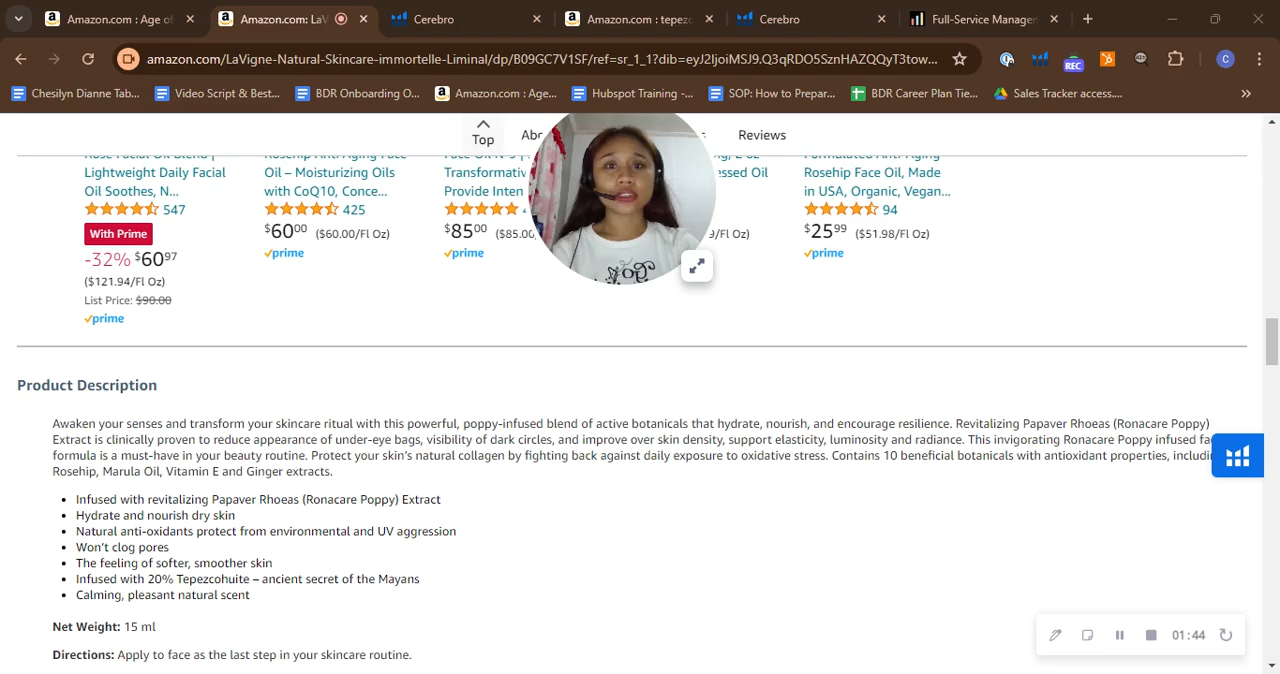 Amazon.com : Age of
Amazon.com: LaV
Cerebro
Amazon.com : tepezc
Cerebro
Full-Service Manager
amazon.com/LaVigne-Natural-Skincare-immortelle-Liminal/dp/B09GC7V1SF/ref=sr_1_1?dib=eyJ2IjoiMSJ9.Q3qRDO5SznHAZQQyT3tow...
REC
C
Chesilyn Dianne Tab...
Video Script & Best...
BDR Onboarding O...
Amazon.com : Age...
Hubspot Training -...
SOP: How to Prepar...
BDR Career Plan Tie...
Sales Tracker access....
Top
Reviews
Rose Facial Oil Blend |
Lightweight Daily Facial
Oil Soothes, N...
547
With Prime
-32% $60.97
($121.94/Fl Oz)
List Price: $90.00
prime
Rosehip Anti Aging Face
Oil – Moisturizing Oils
with CoQ10, Conce...
425
$60.00 ($60.00/Fl Oz)
prime
Transformativ
Provide Inten
$85.00 ($85.00/
prime
, 2 oz
essed Oil
/Fl Oz)
Formulated Anti-Aging
Rosehip Face Oil, Made
in USA, Organic, Vegan...
94
$25.99 ($51.98/Fl Oz)
prime
Product Description
Awaken your senses and transform your skincare ritual with this powerful, poppy-infused blend of active botanicals that hydrate, nourish, and encourage resilience. Revitalizing Papaver Rhoeas (Ronacare Poppy)
Extract is clinically proven to reduce appearance of under-eye bags, visibility of dark circles, and improve over skin density, support elasticity, luminosity and radiance. This invigorating Ronacare Poppy infused fa
formula is a must-have in your beauty routine. Protect your skin's natural collagen by fighting back against daily exposure to oxidative stress. Contains 10 beneficial botanicals with antioxidant properties, includin
Rosehip, Marula Oil, Vitamin E and Ginger extracts.
• Infused with revitalizing Papaver Rhoeas (Ronacare Poppy) Extract
• Hydrate and nourish dry skin
• Natural anti-oxidants protect from environmental and UV aggression
• Won't clog pores
• The feeling of softer, smoother skin
• Infused with 20% Tepezcohuite – ancient secret of the Mayans
• Calming, pleasant natural scent
Net Weight: 15 ml
Directions: Apply to face as the last step in your skincare routine.
01:44